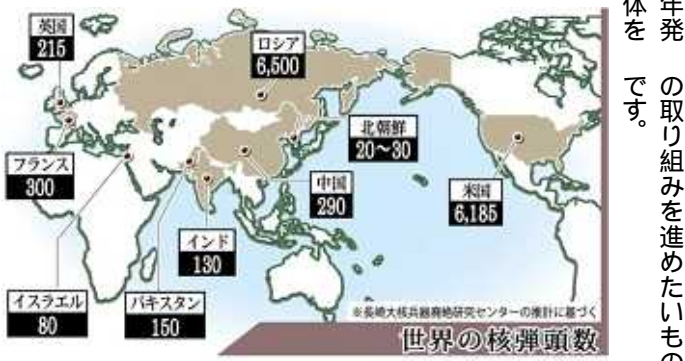 年発
体を
の取り組みを進めたいもの
です。
英国
215
ロシア
6,500
フランス
300
北朝鮮
20〜30
中国
290
米国
6,185
インド
130
イスラエル
80
パキスタン
150
※長崎大核兵器廃絶研究センターの推計に基づく
世界の核弾頭数